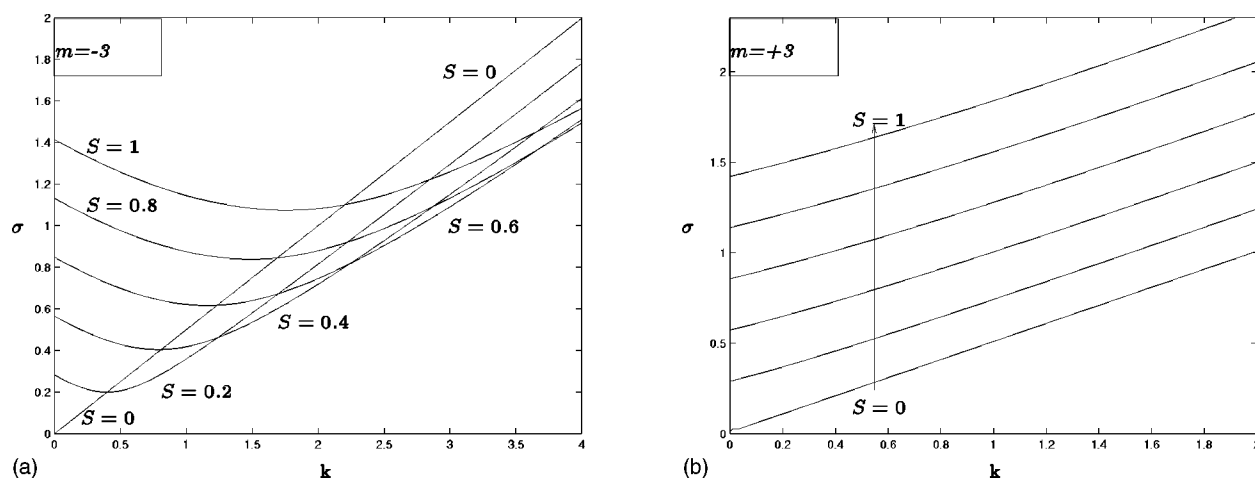 2
1.8
1.6
1.4
1.2
1
0.8
0.6
0.4
0.2
0
σ
m=-3
S = 0
S = 1
S = 0.8
S = 0.6
S = 0.4
S = 0.2
S = 0
0 0.5 1 1.5 2 2.5 3 3.5 4
(a) k
2
1.5
1
0.5
0
σ
m=+3
S = 1
S = 0
0 0.2 0.4 0.6 0.8 1 1.2 1.4 1.6 1.8 2
(b) k